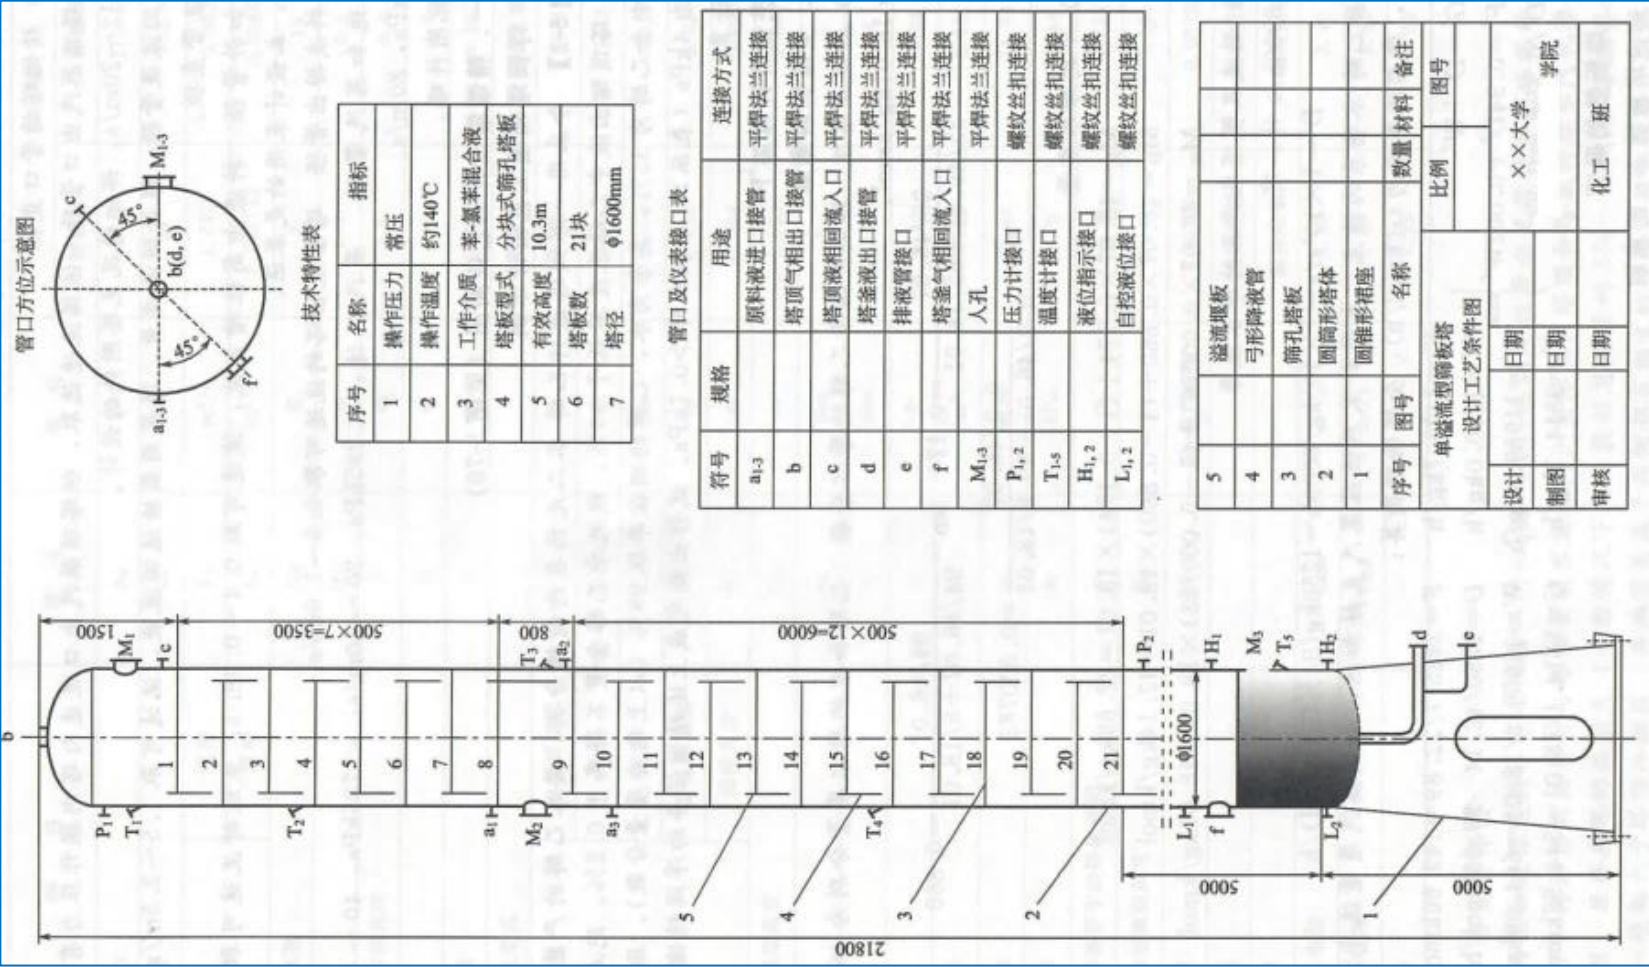 b
1500
P₁
T₁
M₁
c
1
2
3
4
T₂
5
6
7
8
500×7=3500
a₁
M₂
T₃
a₂
800
9
a₃
10
11
12
13
14
15
16
T₄
17
18
19
20
21
500×12=6000
5
4
3
2
P₂
φ1600
L₁
f
H₁
M₃
T₅
L₂
H₂
5000
d
e
1
5000
21800
管口方位示意图
a₁₋₃
c
45°
b(d, e)
45°
M₁₋₃
f'
技术特性表
序号 名称 指标
1 操作压力 常压
2 操作温度 约140℃
3 工作介质 苯-氯苯混合液
4 塔板型式 分块式筛孔塔板
5 有效高度 10.3m
6 塔板数 21块
7 塔径 φ1600mm
管口及仪表接口表
符号 规格 用途 连接方式
a₁₋₃ 原料液进口接管 平焊法兰连接
b 塔顶气相出口接管 平焊法兰连接
c 塔顶液相回流入口 平焊法兰连接
d 塔釜液出口接管 平焊法兰连接
e 排液管接口 平焊法兰连接
f 塔釜气相回流入口 平焊法兰连接
M₁₋₃ 人孔 平焊法兰连接
P₁, ₂ 压力计接口 螺纹丝扣连接
T₁₋₅ 温度计接口 螺纹丝扣连接
H₁, ₂ 液位指示接口 螺纹丝扣连接
L₁, ₂ 自控液位接口 螺纹丝扣连接
5 溢流堰板
4 弓形降液管
3 筛孔塔板
2 圆筒形塔体
1 圆锥形裙座
序号 图号 名称 数量 材料 备注
单溢流型筛板塔
设计工艺条件图
比例 图号
设计 日期
制图 日期
审核 日期
××大学
学院
化工 班